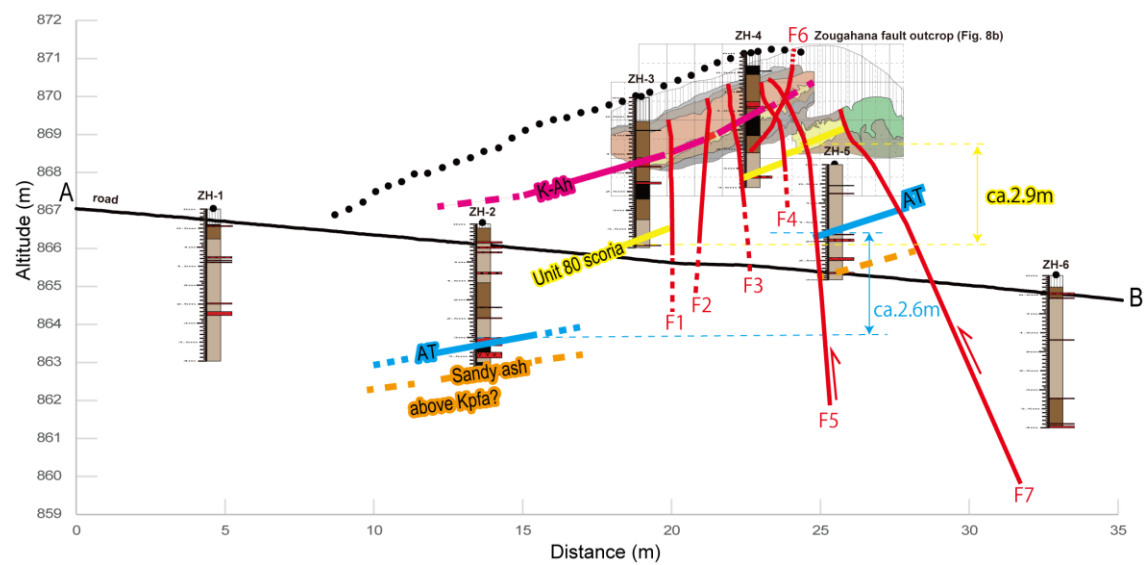 872
871
870
869
868
867
866
865
864
863
862
861
860
859
Altitude (m)
0
5
10
15
20
25
30
35
Distance (m)
A
road
B
ZH-1
ZH-2
ZH-3
ZH-4
ZH-5
ZH-6
F6
Zougahana fault outcrop (Fig. 8b)
K-Ah
Unit 80 scoria
AT
Sandy ash
above Kpfa?
AT
ca.2.9m
ca.2.6m
F1
F2
F3
F4
F5
F7